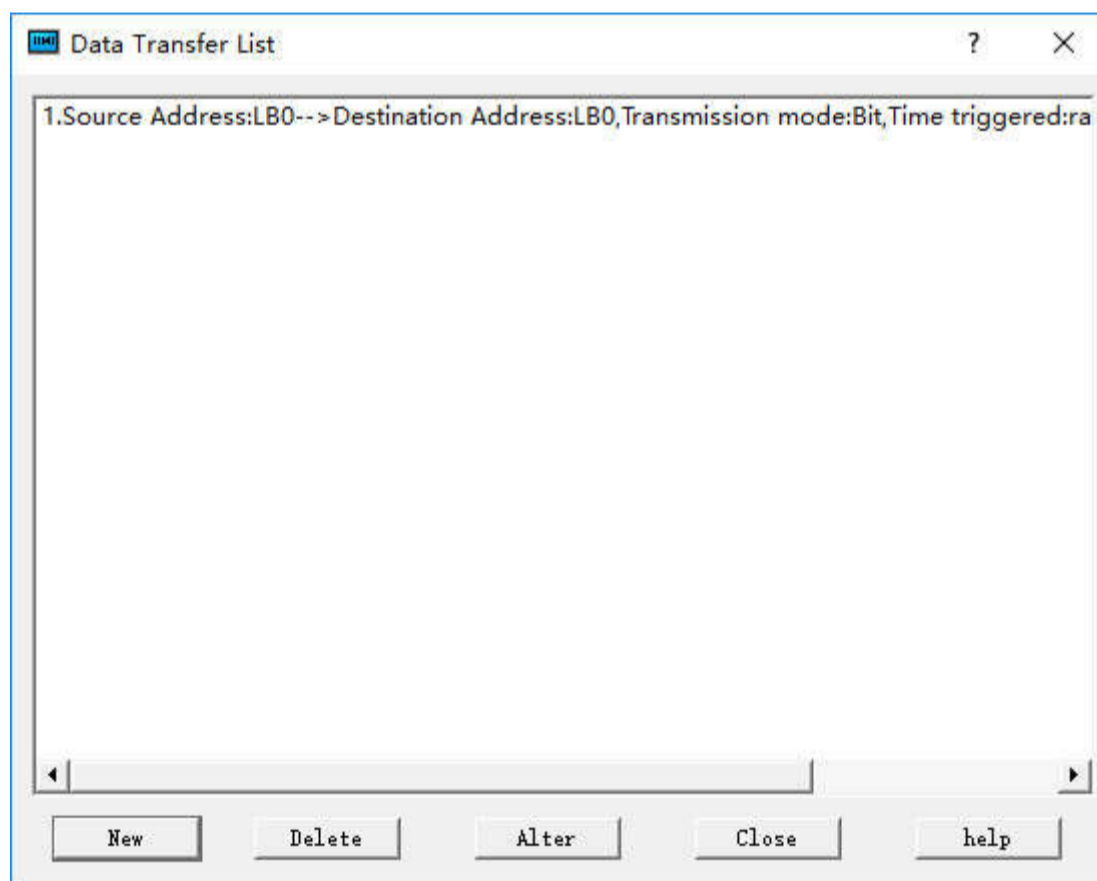 Data Transfer List
?
1.Source Address:LB0-->Destination Address:LB0,Transmission mode:Bit,Time triggered:ra
New Delete Alter Close help